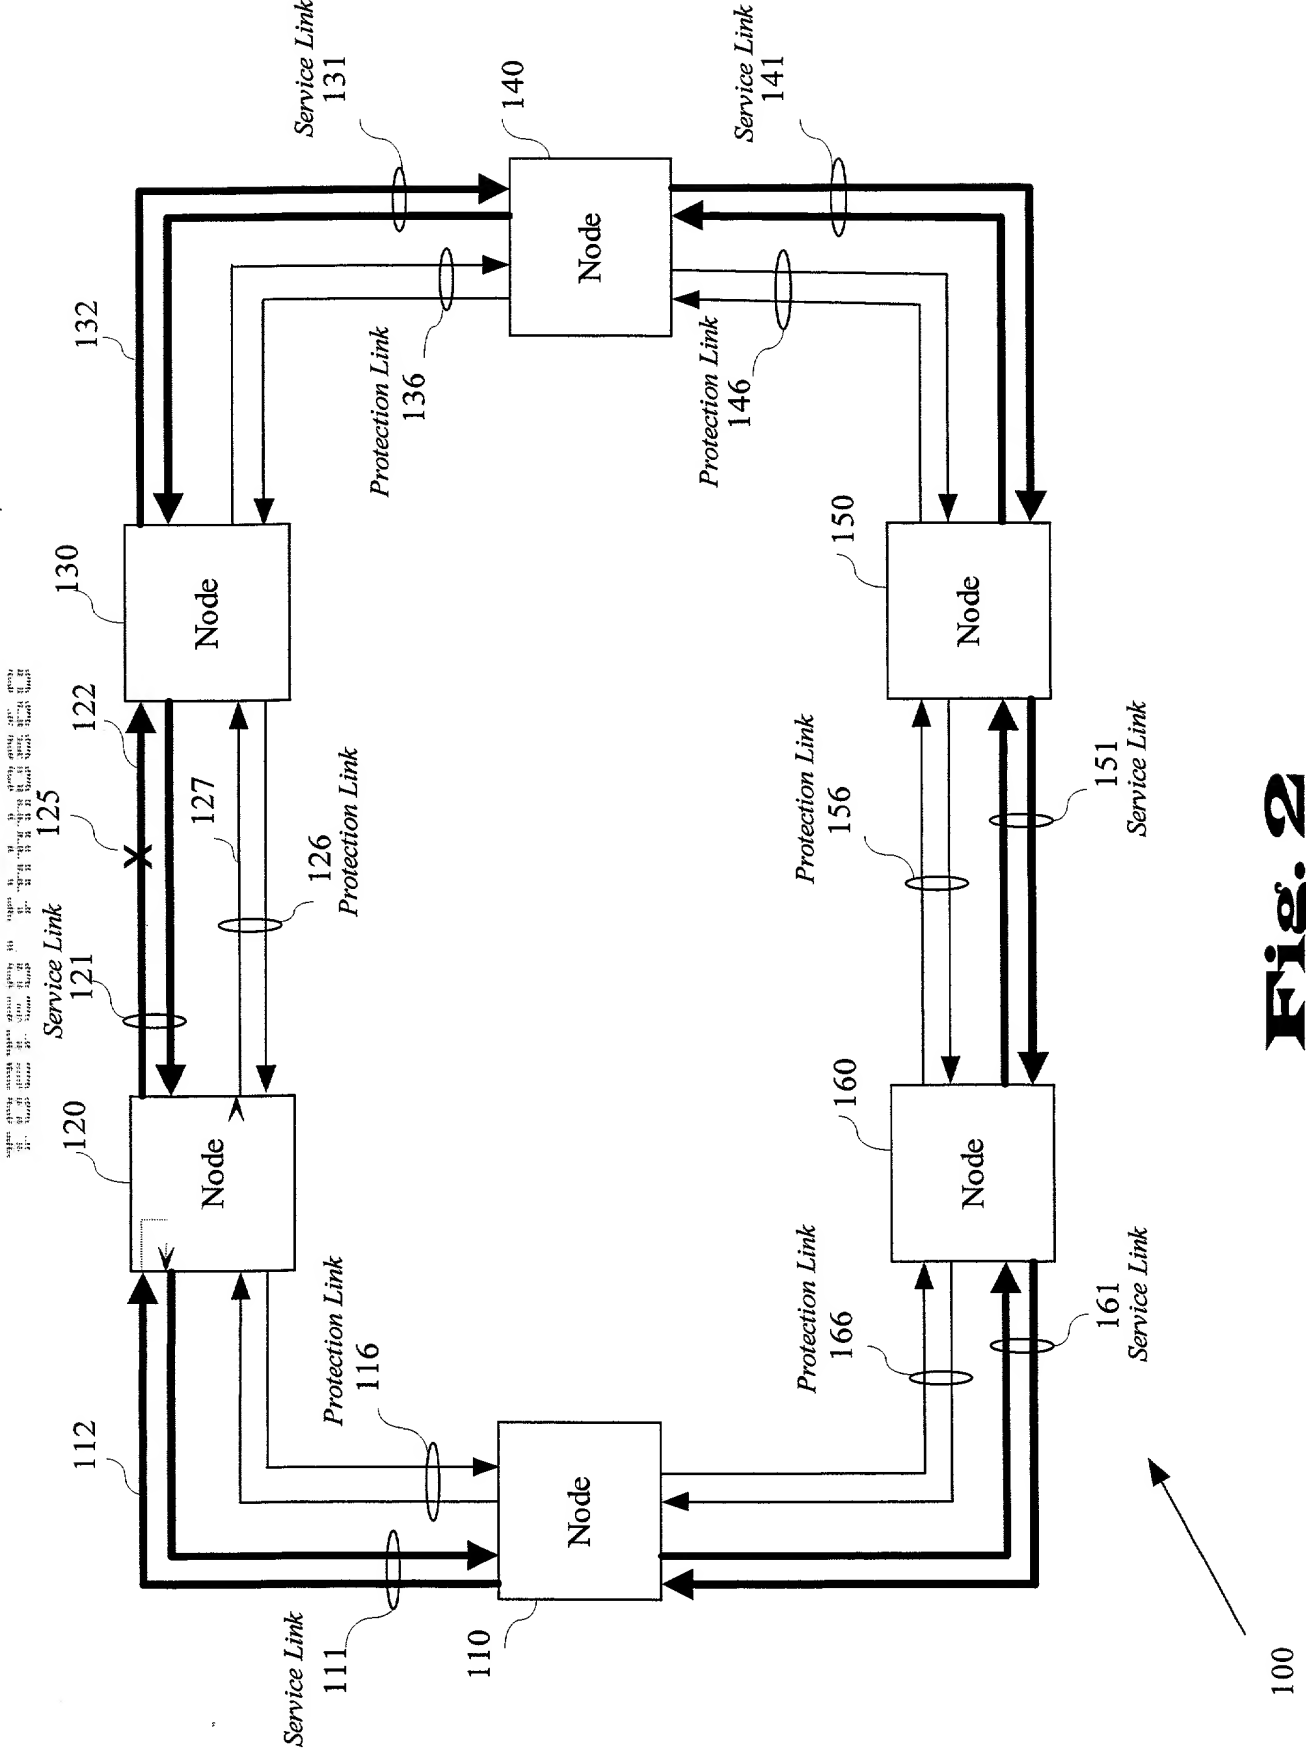 Service Link
111
112
110
Node
Protection Link
116
120
Node
Service Link
121
125
122
127
126
Protection Link
130
Node
132
Service Link
131
Protection Link
136
140
Node
Service Link
141
Protection Link
146
150
Node
Protection Link
156
151
Service Link
160
Node
Protection Link
166
161
Service Link
100
X
Fig. 2